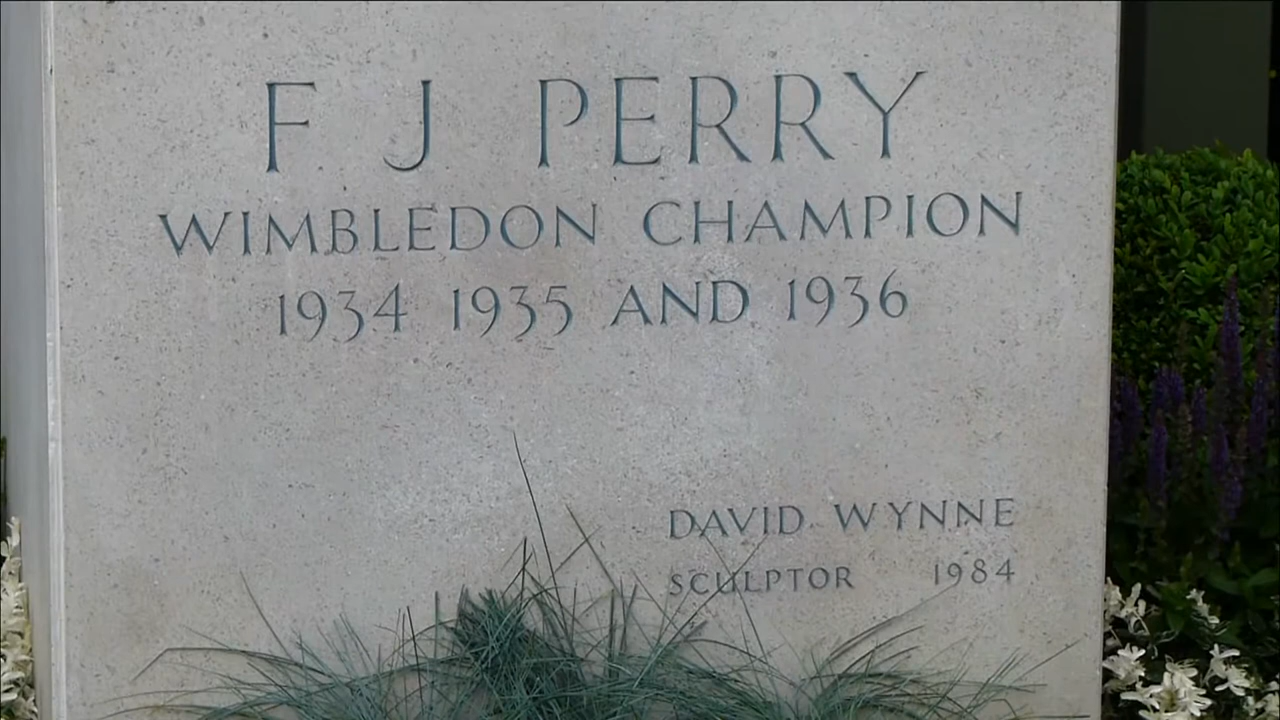 F J PERRY
WIMBLEDON CHAMPION
1934 1935 AND 1936
DAVID WYNNE
SCULPTOR 1984